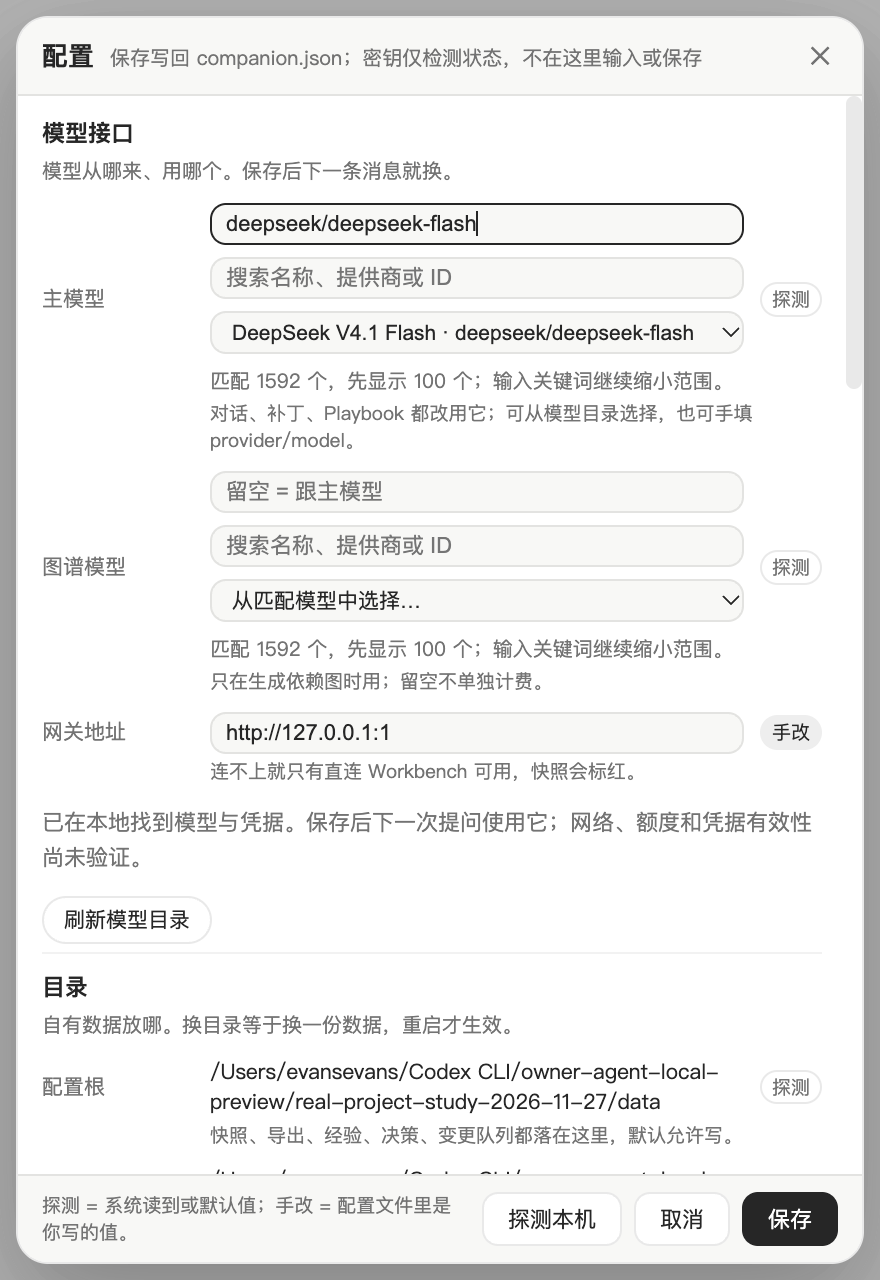 配置 保存写回 companion.json；密钥仅检测状态，不在这里输入或保存
模型接口
模型从哪来、用哪个。保存后下一条消息就换。
主模型
deepseek/deepseek-flash
搜索名称、提供商或 ID
DeepSeek V4.1 Flash · deepseek/deepseek-flash
探测
匹配 1592 个，先显示 100 个；输入关键词继续缩小范围。
对话、补丁、Playbook 都改用它；可从模型目录选择，也可手填
provider/model。
图谱模型
留空 = 跟主模型
搜索名称、提供商或 ID
从匹配模型中选择…
探测
匹配 1592 个，先显示 100 个；输入关键词继续缩小范围。
只在生成依赖图时用；留空不单独计费。
网关地址
http://127.0.0.1:1
手改
连不上就只有直连 Workbench 可用，快照会标红。
已在本地找到模型与凭据。保存后下一次提问使用它；网络、额度和凭据有效性
尚未验证。
刷新模型目录
目录
自有数据放哪。换目录等于换一份数据，重启才生效。
配置根
/Users/evansevans/Codex CLI/owner-agent-local-
preview/real-project-study-2026-11-27/data
探测
快照、导出、经验、决策、变更队列都落在这里，默认允许写。
探测 = 系统读到或默认值；手改 = 配置文件里是
你写的值。
探测本机
取消
保存